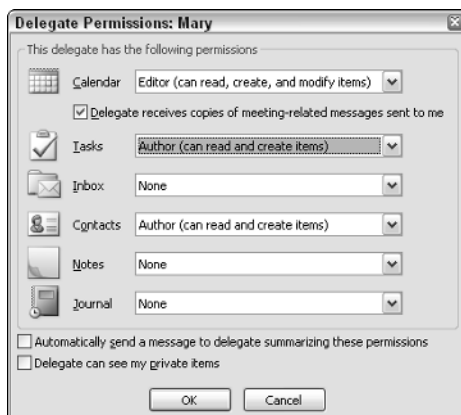 Delegate Permissions: Mary
This delegate has the following permissions
Calendar Editor (can read, create, and modify items)
Delegate receives copies of meeting-related messages sent to me
Tasks Author (can read and create items)
Inbox None
Contacts Author (can read and create items)
Notes None
Journal None
Automatically send a message to delegate summarizing these permissions
Delegate can see my private items
OK Cancel